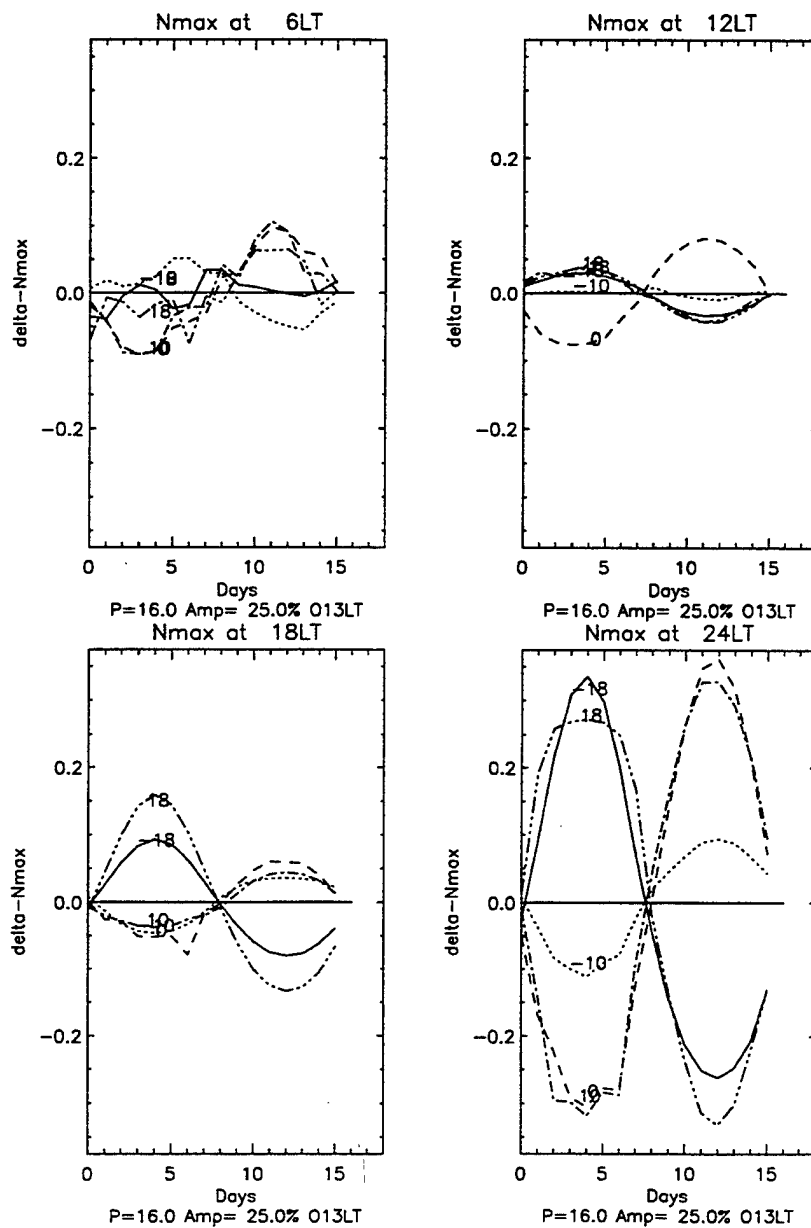 Nmax at 6LT
0.2
0.0
-0.2
delta-Nmax
-18
18
10
0 5 10 15
Days
P=16.0 Amp= 25.0% 013LT
Nmax at 12LT
0.2
0.0
-0.2
delta-Nmax
-10
0
0 5 10 15
Days
P=16.0 Amp= 25.0% 013LT
Nmax at 18LT
0.2
0.0
-0.2
delta-Nmax
18
-18
10
0 5 10 15
Days
P=16.0 Amp= 25.0% 013LT
Nmax at 24LT
0.2
0.0
-0.2
delta-Nmax
-18
18
-10
0
10
0 5 10 15
Days
P=16.0 Amp= 25.0% 013LT